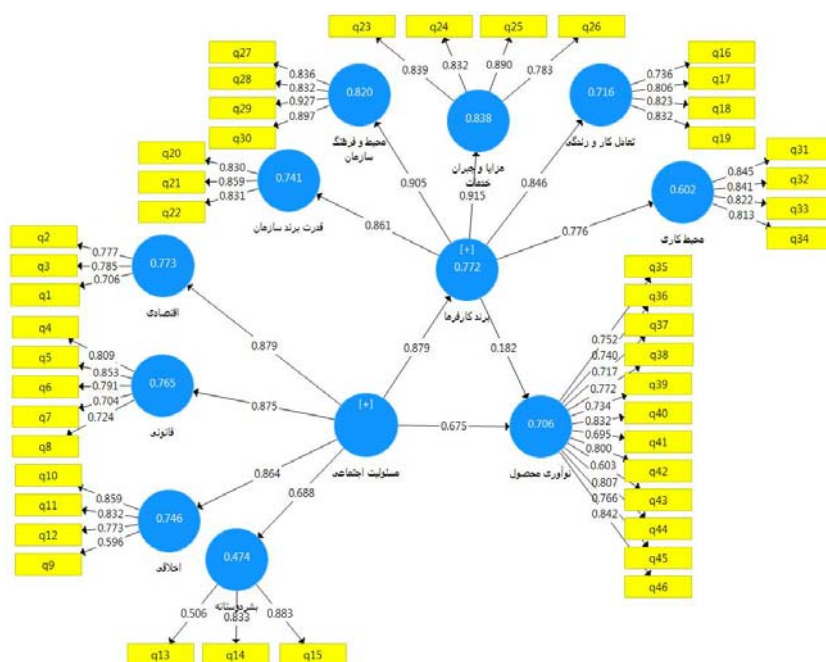 q23
q24
q25
q26
0.839
0.832
0.890
0.783
0.838
مزایا و جبران
خدمات
0.915
q27
q28
q29
q30
0.836
0.832
0.927
0.897
0.820
محیط و فرهنگ
سازمان
0.905
q16
q17
q18
q19
0.736
0.806
0.823
0.832
0.716
تعادل کار و زندگی
0.846
q20
q21
q22
0.830
0.859
0.831
0.741
قدرت برند سازمان
0.861
q31
q32
q33
q34
0.845
0.841
0.822
0.813
0.602
محیط کاری
0.776
[+]
0.772
برند کارفرما
q2
q3
q1
0.777
0.785
0.706
0.773
اقتصادی
0.879
0.879
0.182
q4
q5
q6
q7
q8
0.809
0.853
0.791
0.704
0.724
0.765
قانونی
0.875
[+]
مسئولیت اجتماعی
0.675
q35
q36
q37
q38
q39
q40
q41
q42
q43
q44
q45
q46
0.752
0.740
0.717
0.772
0.734
0.832
0.695
0.800
0.603
0.807
0.766
0.842
0.706
نوآوری محصول
q10
q11
q12
q9
0.859
0.832
0.773
0.596
0.746
اخلاقی
0.864
0.688
0.474
بشردوستانه
0.506
0.833
0.883
q13
q14
q15